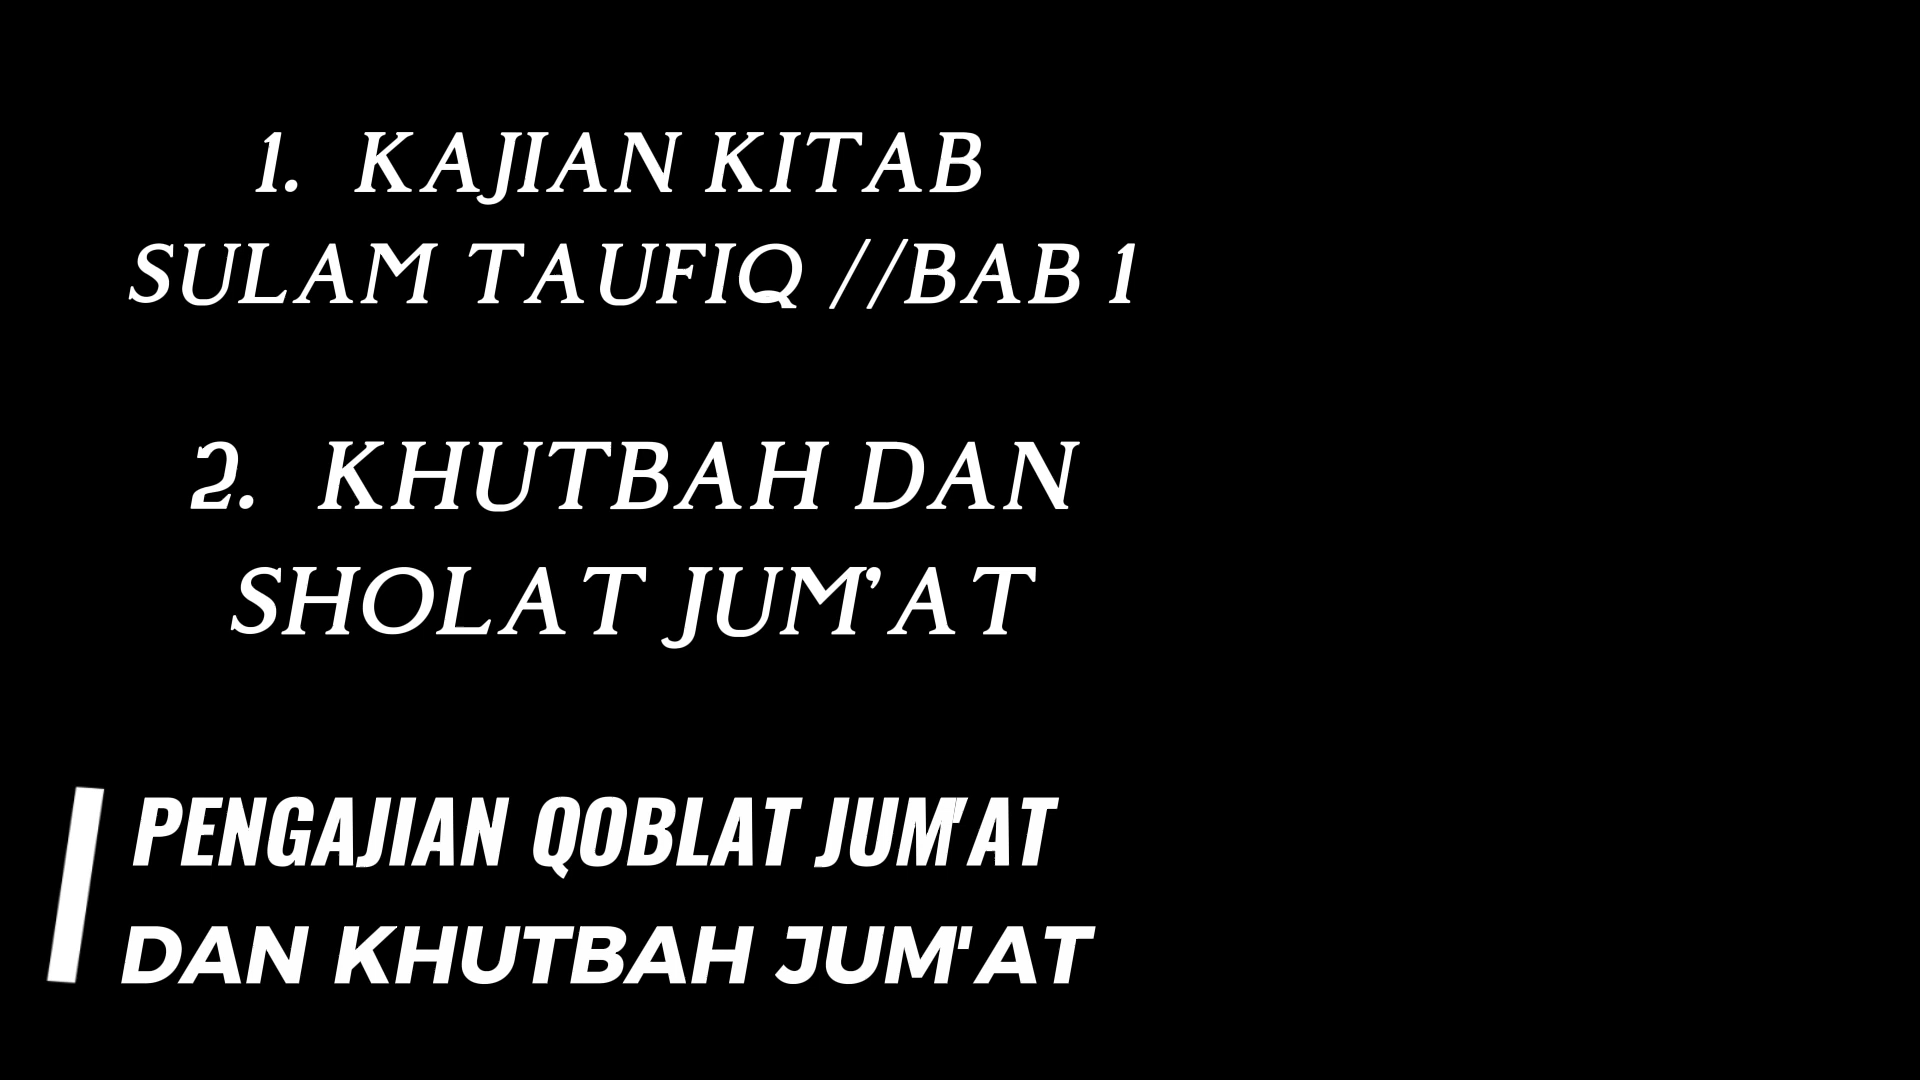 1. KAJIAN KITAB
SULAM TAUFIQ //BAB 1
2. KHUTBAH DAN
SHOLAT JUM'AT
PENGAJIAN QOBLAT JUM'AT
DAN KHUTBAH JUM'AT